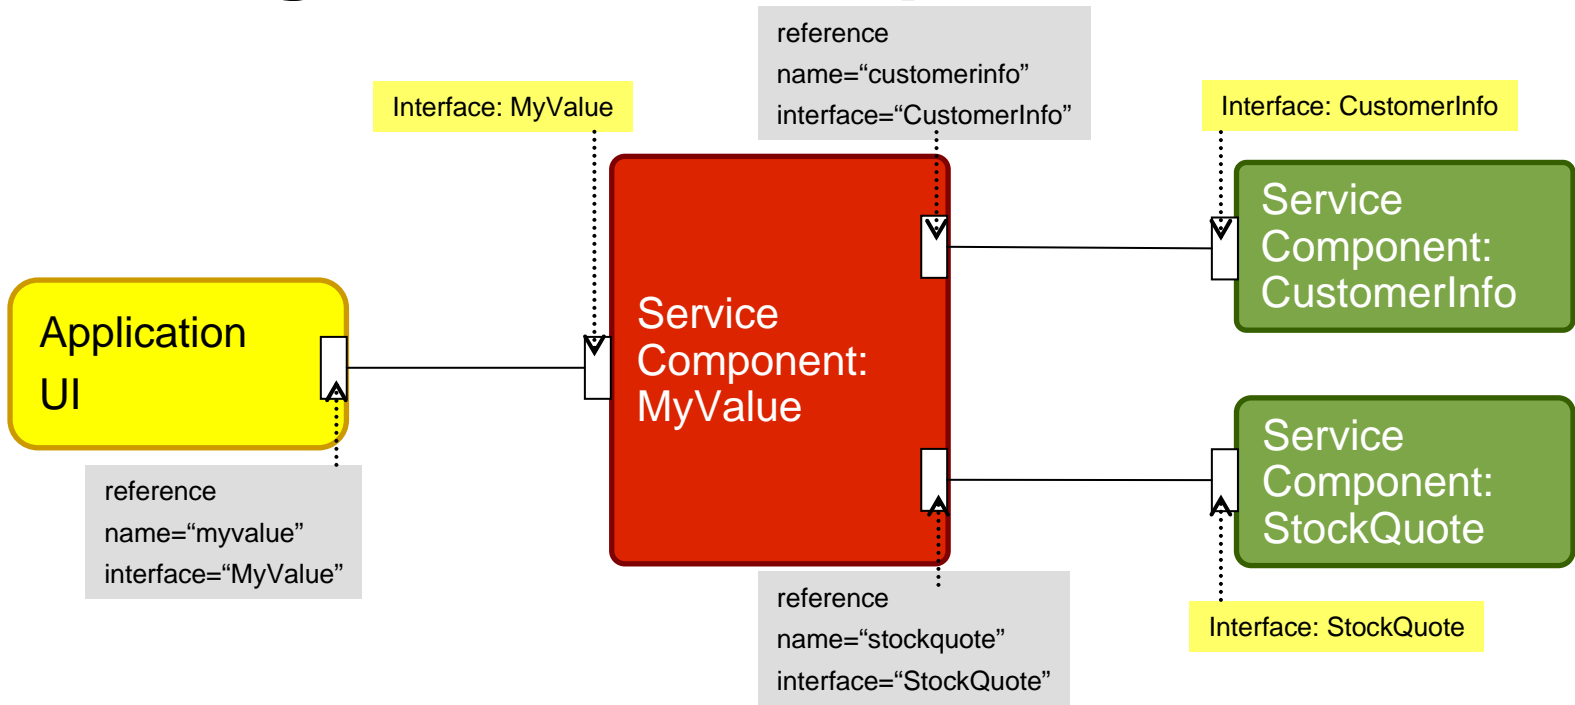 reference
name=“customerinfo”
interface=“CustomerInfo”
Interface: MyValue
Interface: CustomerInfo
Service
Component:
CustomerInfo
Application
UI
Service
Component:
MyValue
Service
Component:
StockQuote
reference
name=“myvalue”
interface=“MyValue”
reference
name=“stockquote”
interface=“StockQuote”
Interface: StockQuote